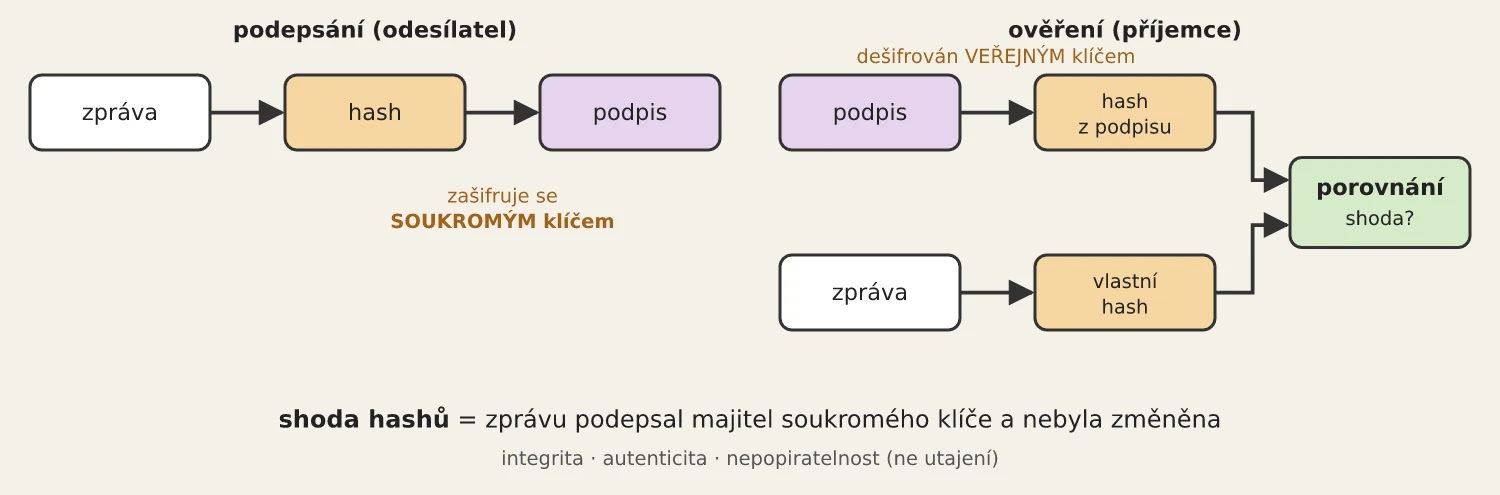 podepsání (odesílatel)
zpráva
hash
podpis
zašifruje se
SOUKROMÝM klíčem
ověření (příjemce)
dešifrován VEŘEJNÝM klíčem
podpis
hash
z podpisu
zpráva
vlastní
hash
porovnání
shoda?
shoda hashů = zprávu podepsal majitel soukromého klíče a nebyla změněna
integrita · autenticita · nepopiratelnost (ne utajení)